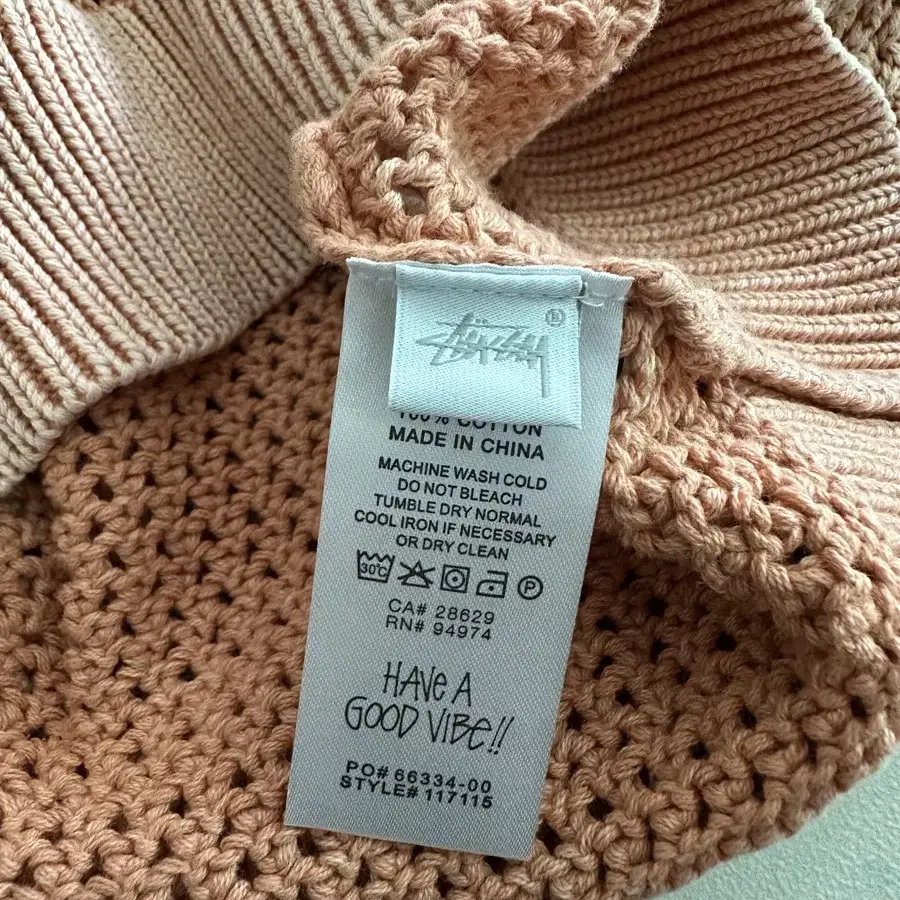 Stüssy ®
100% COTTON
MADE IN CHINA
MACHINE WASH COLD
DO NOT BLEACH
TUMBLE DRY NORMAL
COOL IRON IF NECESSARY
OR DRY CLEAN
30°C P
CA# 28629
RN# 94974
HAVE A
GOOD VIBE!!
PO# 66334-00
STYLE# 117115